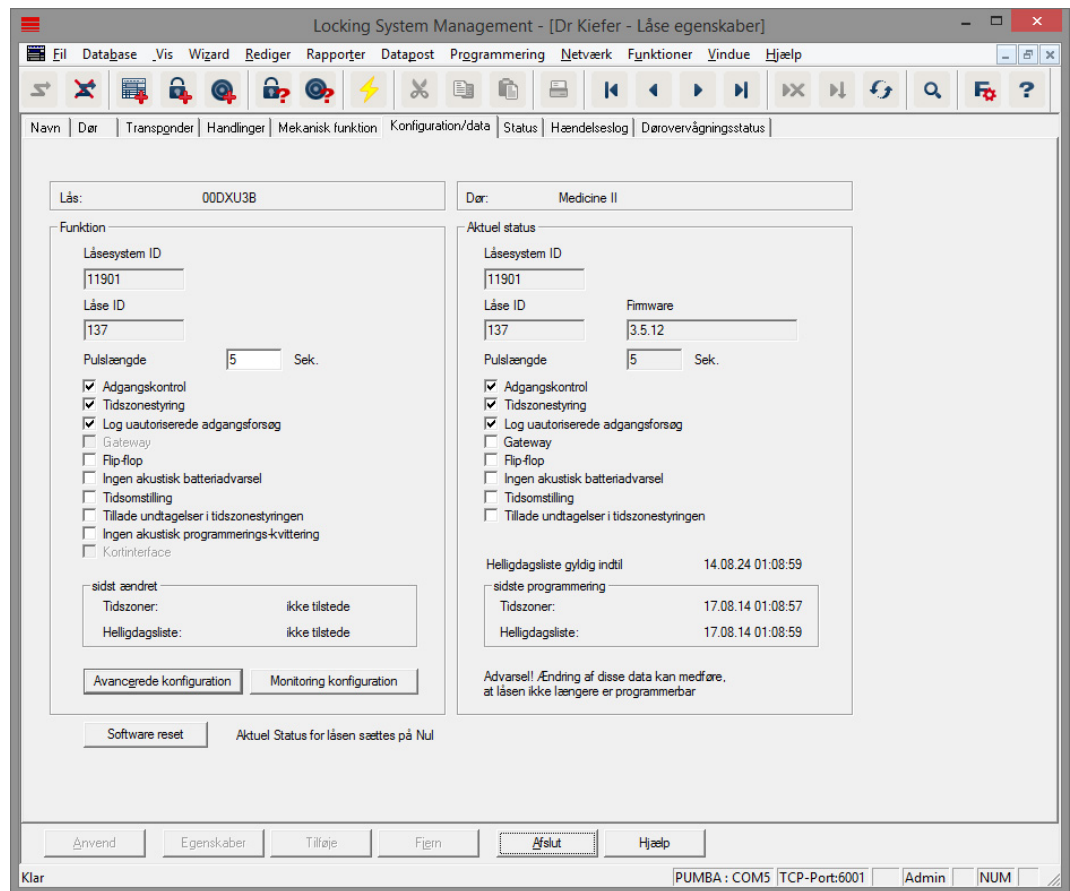 Locking System Management - [Dr Kiefer - Låse egenskaber]
Fil Database Vis Wizard Rediger Rapporter Datapost Programmering Netværk Funktioner Vindue Hjælp
Navn Dør Transponder Handlinger Mekanisk funktion Konfiguration/data Status Hændelseslog Dørovervågningsstatus
Lås: 00DXU3B
Dør: Medicine II
Funktion
Låsesystem ID
11901
Låse ID
137
Pulslængde 5 Sek.
Adgangskontrol
Tidszonestyring
Log uautoriserede adgangsforsøg
Gateway
Flip-flop
Ingen akustisk batteriadvarsel
Tidsomstilling
Tillade undtagelser i tidszonestyringen
Ingen akustisk programmerings-kvittering
Kortinterface
sidst ændret
Tidszoner: ikke tilstede
Helligdagsliste: ikke tilstede
Avancerede konfiguration Monitoring konfiguration
Aktuel status
Låsesystem ID
11901
Låse ID Firmware
137 3.5.12
Pulslængde 5 Sek.
Adgangskontrol
Tidszonestyring
Log uautoriserede adgangsforsøg
Gateway
Flip-flop
Ingen akustisk batteriadvarsel
Tidsomstilling
Tillade undtagelser i tidszonestyringen
Helligdagsliste gyldig indtil 14.08.24 01:08:59
sidste programmering
Tidszoner: 17.08.14 01:08:57
Helligdagsliste: 17.08.14 01:08:59
Advarsel! Ændring af disse data kan medføre,
at låsen ikke længere er programmerbar
Software reset Aktuel Status for låsen sættes på Nul
Anvend Egenskaber Tilføje Fjern Afslut Hjælp
Klar PUMBA : COM5 TCP-Port:6001 Admin NUM